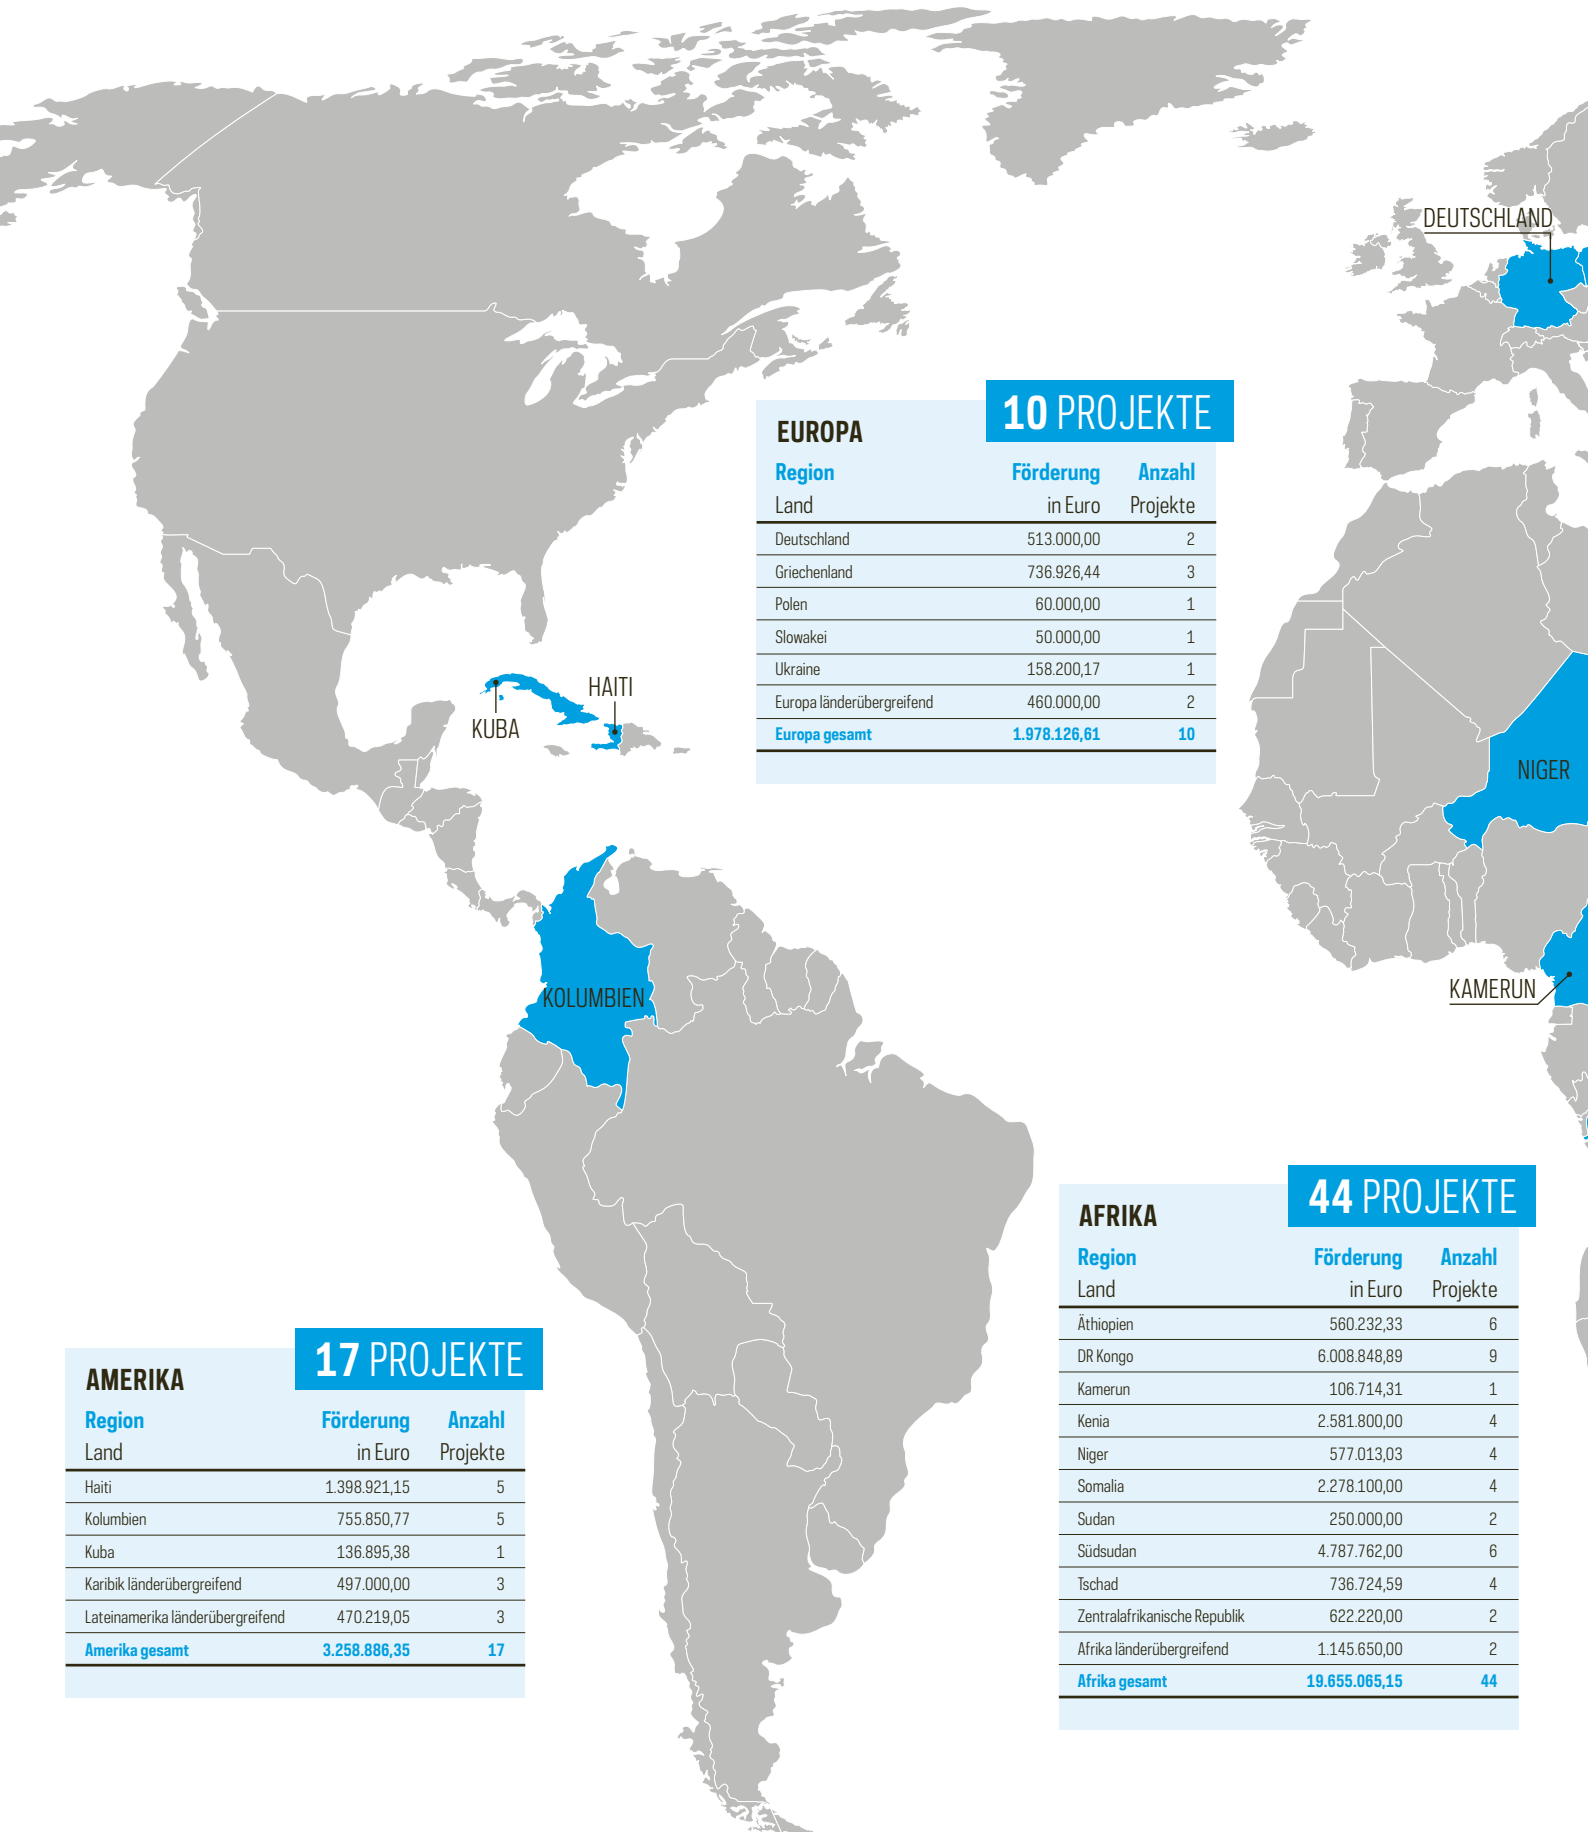 DEUTSCHLAND
10 PROJEKTE
EUROPA
Region Förderung Anzahl
Land in Euro Projekte
Deutschland 513.000,00 2
Griechenland 736.926,44 3
Polen 60.000,00 1
Slowakei 50.000,00 1
Ukraine 158.200,17 1
Europa länderübergreifend 460.000,00 2
Europa gesamt 1.978.126,61 10
HAITI
KUBA
NIGER
KOLUMBIEN
KAMERUN
44 PROJEKTE
AFRIKA
Region Förderung Anzahl
Land in Euro Projekte
Äthiopien 560.232,33 6
DR Kongo 6.008.848,89 9
Kamerun 106.714,31 1
Kenia 2.581.800,00 4
Niger 577.013,03 4
Somalia 2.278.100,00 4
Sudan 250.000,00 2
Südsudan 4.787.762,00 6
Tschad 736.724,59 4
Zentralafrikanische Republik 622.220,00 2
Afrika länderübergreifend 1.145.650,00 2
Afrika gesamt 19.655.065,15 44
17 PROJEKTE
AMERIKA
Region Förderung Anzahl
Land in Euro Projekte
Haiti 1.398.921,15 5
Kolumbien 755.850,77 5
Kuba 136.895,38 1
Karibik länderübergreifend 497.000,00 3
Lateinamerika länderübergreifend 470.219,05 3
Amerika gesamt 3.258.886,35 17